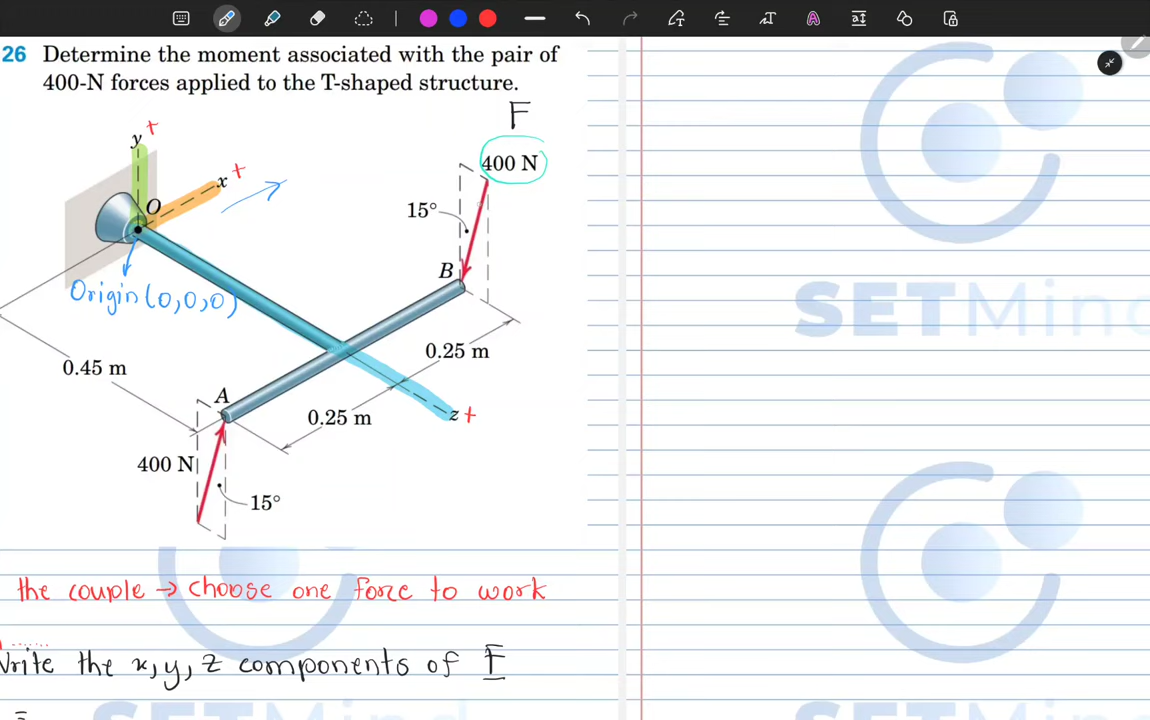 26 Determine the moment associated with the pair of
400-N forces applied to the T-shaped structure.
F
y +
400 N
x +
O
15°
B
Origin (0,0,0)
0.25 m
0.45 m
A
z +
0.25 m
400 N
15°
SETMind
the couple → choose one force to work
Write the x, y, z components of F